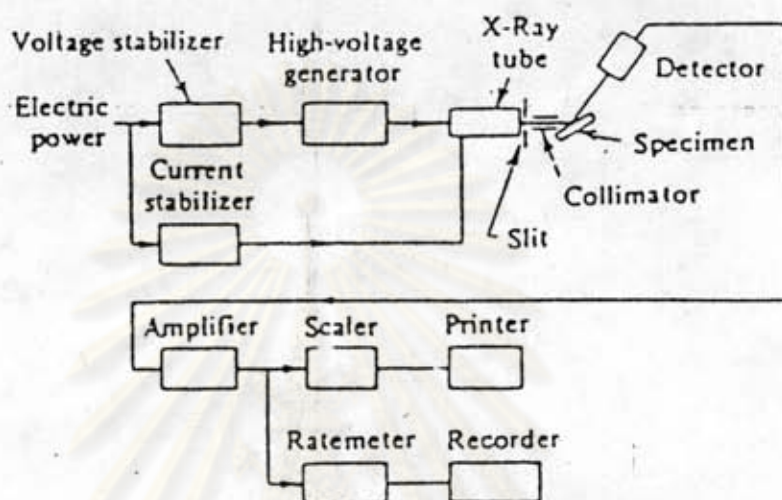 Voltage stabilizer
High-voltage
generator
X-Ray
tube
Detector
Electric
power
Specimen
Current
stabilizer
Collimator
Slit
Amplifier
Scaler
Printer
Ratemeter
Recorder